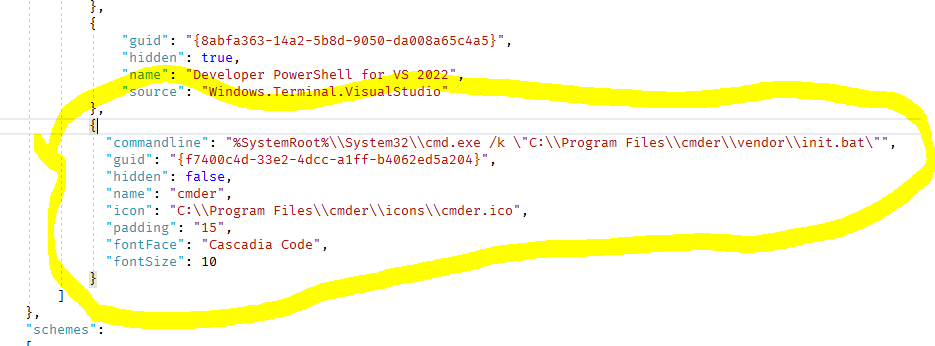 },
{
"guid": "{8abfa363-14a2-5b8d-9050-da008a65c4a5}",
"hidden": true,
"name": "Developer PowerShell for VS 2022",
"source": "Windows.Terminal.VisualStudio"
},
{
"commandline": "%SystemRoot%\\System32\\cmd.exe /k \"C:\\Program Files\\cmder\\vendor\\init.bat\"",
"guid": "{f7400c4d-33e2-4dcc-a1ff-b4062ed5a204}",
"hidden": false,
"name": "cmder",
"icon": "C:\\Program Files\\cmder\\icons\\cmder.ico",
"padding": "15",
"fontFace": "Cascadia Code",
"fontSize": 10
}
]
},
"schemes":
[